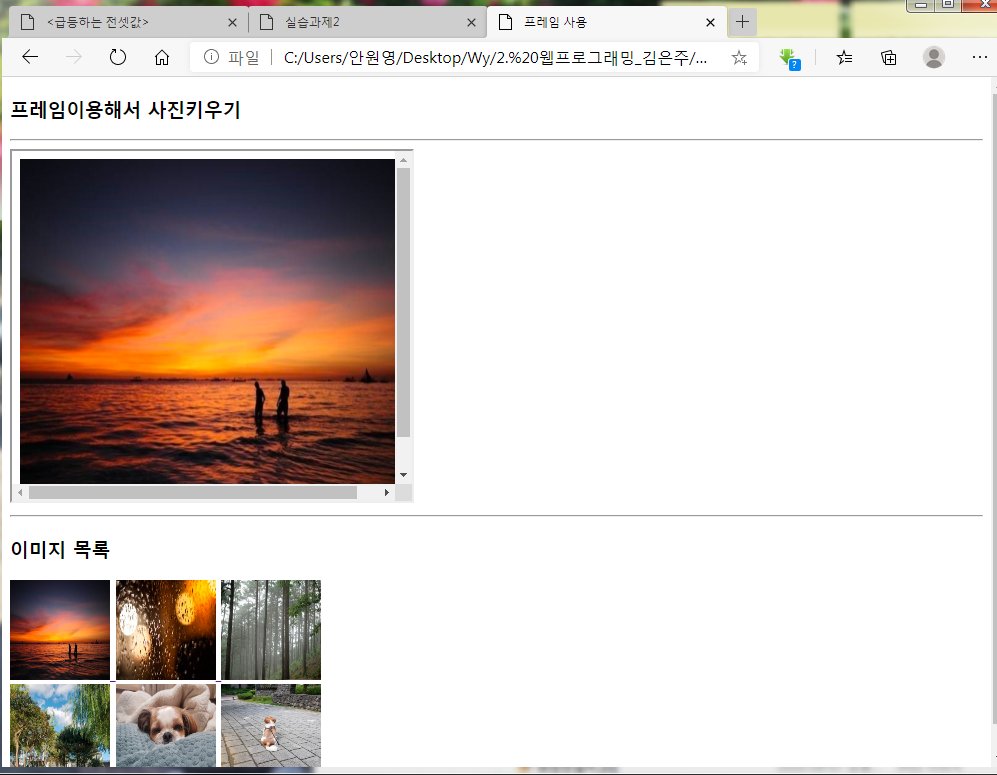 <급등하는 전셋값>
실습과제2
프레임 사용
파일
C:/Users/안원영/Desktop/Wy/2.%20웹프로그래밍_김은주/...
?
프레임이용해서 사진키우기
이미지 목록